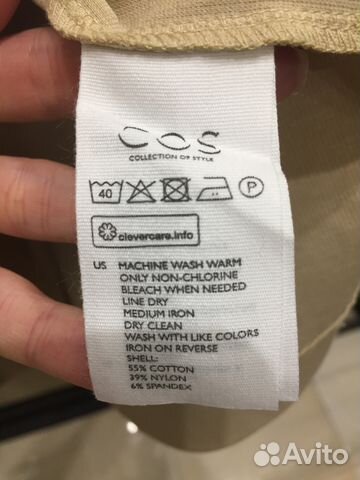 COS
COLLECTION OF STYLE
40 P
clevercare.info
US MACHINE WASH WARM
ONLY NON-CHLORINE
BLEACH WHEN NEEDED
LINE DRY
MEDIUM IRON
DRY CLEAN
WASH WITH LIKE COLORS
IRON ON REVERSE
SHELL:
55% COTTON
39% NYLON
6% SPANDEX
Avito